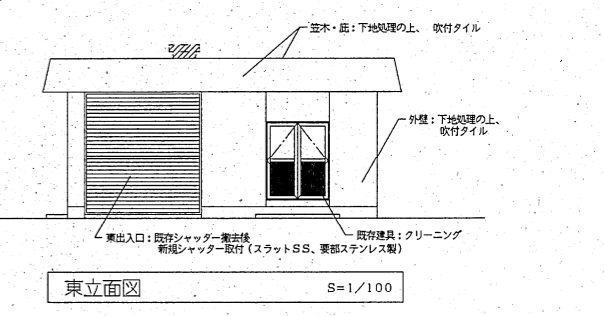 笠木・庇：下地処理の上、 吹付タイル
外壁：下地処理の上、
吹付タイル
東出入口：既存シャッター撤去後
新規シャッター取付（スラットＳＳ、要部ステンレス製）
既存建具：クリーニング
東立面図 S=1/100